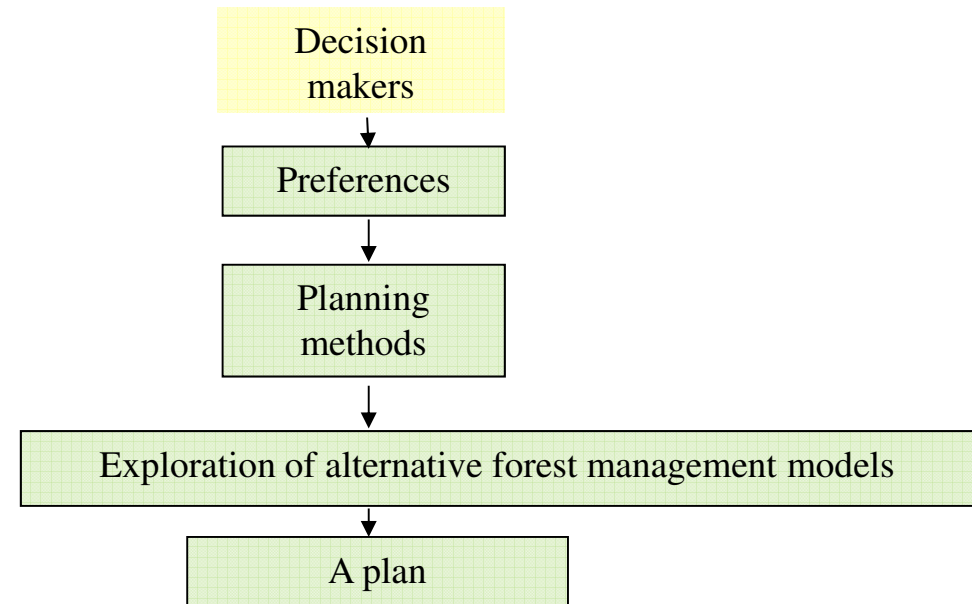 Decision
makers
Preferences
Planning
methods
Exploration of alternative forest management models
A plan